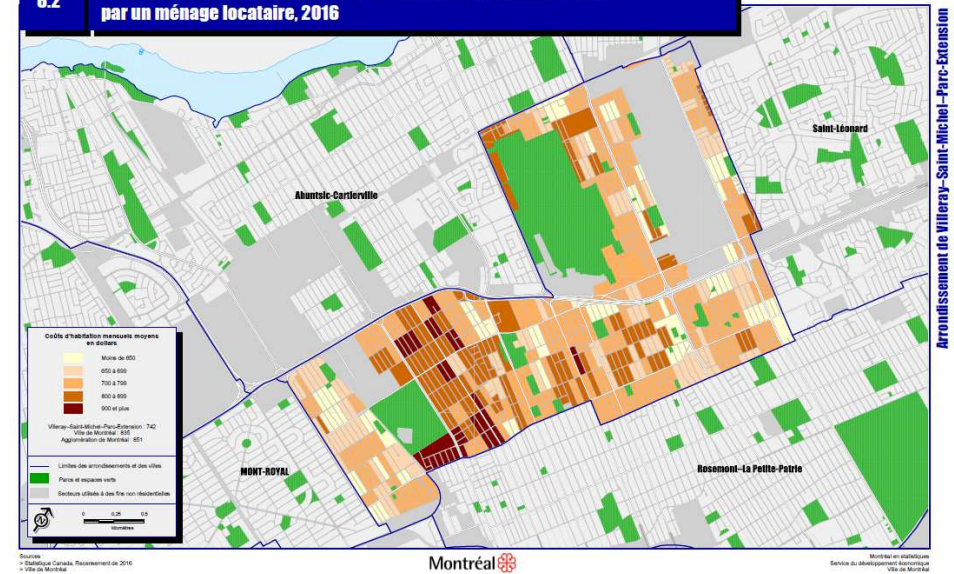 6.2
par un ménage locataire, 2016
Arrondissement de Villeray–Saint-Michel–Parc-Extension
Saint-Léonard
Ahuntsic-Cartierville
MONT-ROYAL
Rosemont–La Petite-Patrie
Coûts d'habitation mensuels moyens
en dollars
Moins de 650
650 à 699
700 à 799
800 à 899
900 et plus
Villeray–Saint-Michel–Parc-Extension : 742
Ville de Montréal : 835
Agglomération de Montréal : 851
Limites des arrondissements et des villes
Parcs et espaces verts
Secteurs utilisés à des fins non résidentielles
N
0 0,25 0,5
kilomètres
Sources :
> Statistique Canada, Recensement de 2016
> Ville de Montréal
Montréal
Montréal en statistiques
Service du développement économique
Ville de Montréal